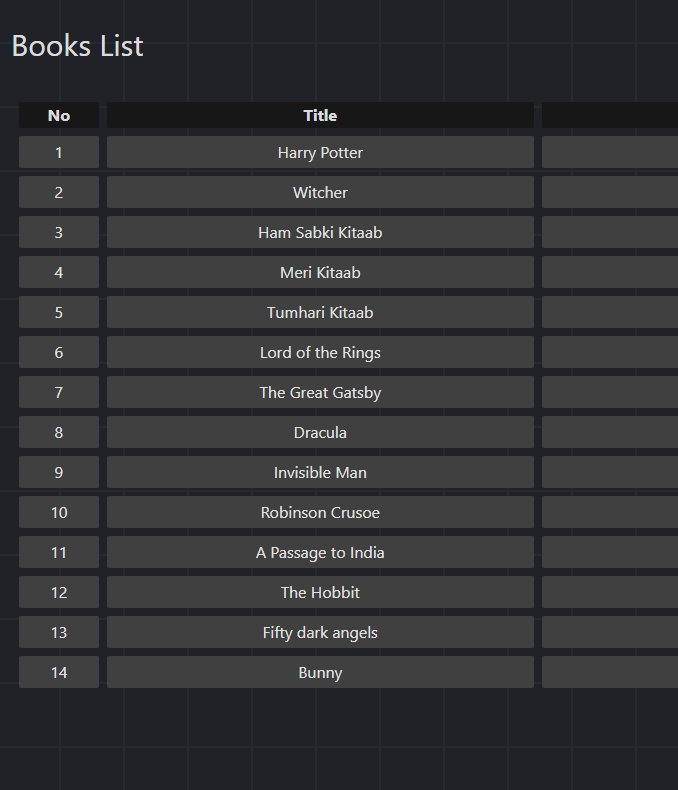 Books List
No Title
1 Harry Potter
2 Witcher
3 Ham Sabki Kitaab
4 Meri Kitaab
5 Tumhari Kitaab
6 Lord of the Rings
7 The Great Gatsby
8 Dracula
9 Invisible Man
10 Robinson Crusoe
11 A Passage to India
12 The Hobbit
13 Fifty dark angels
14 Bunny